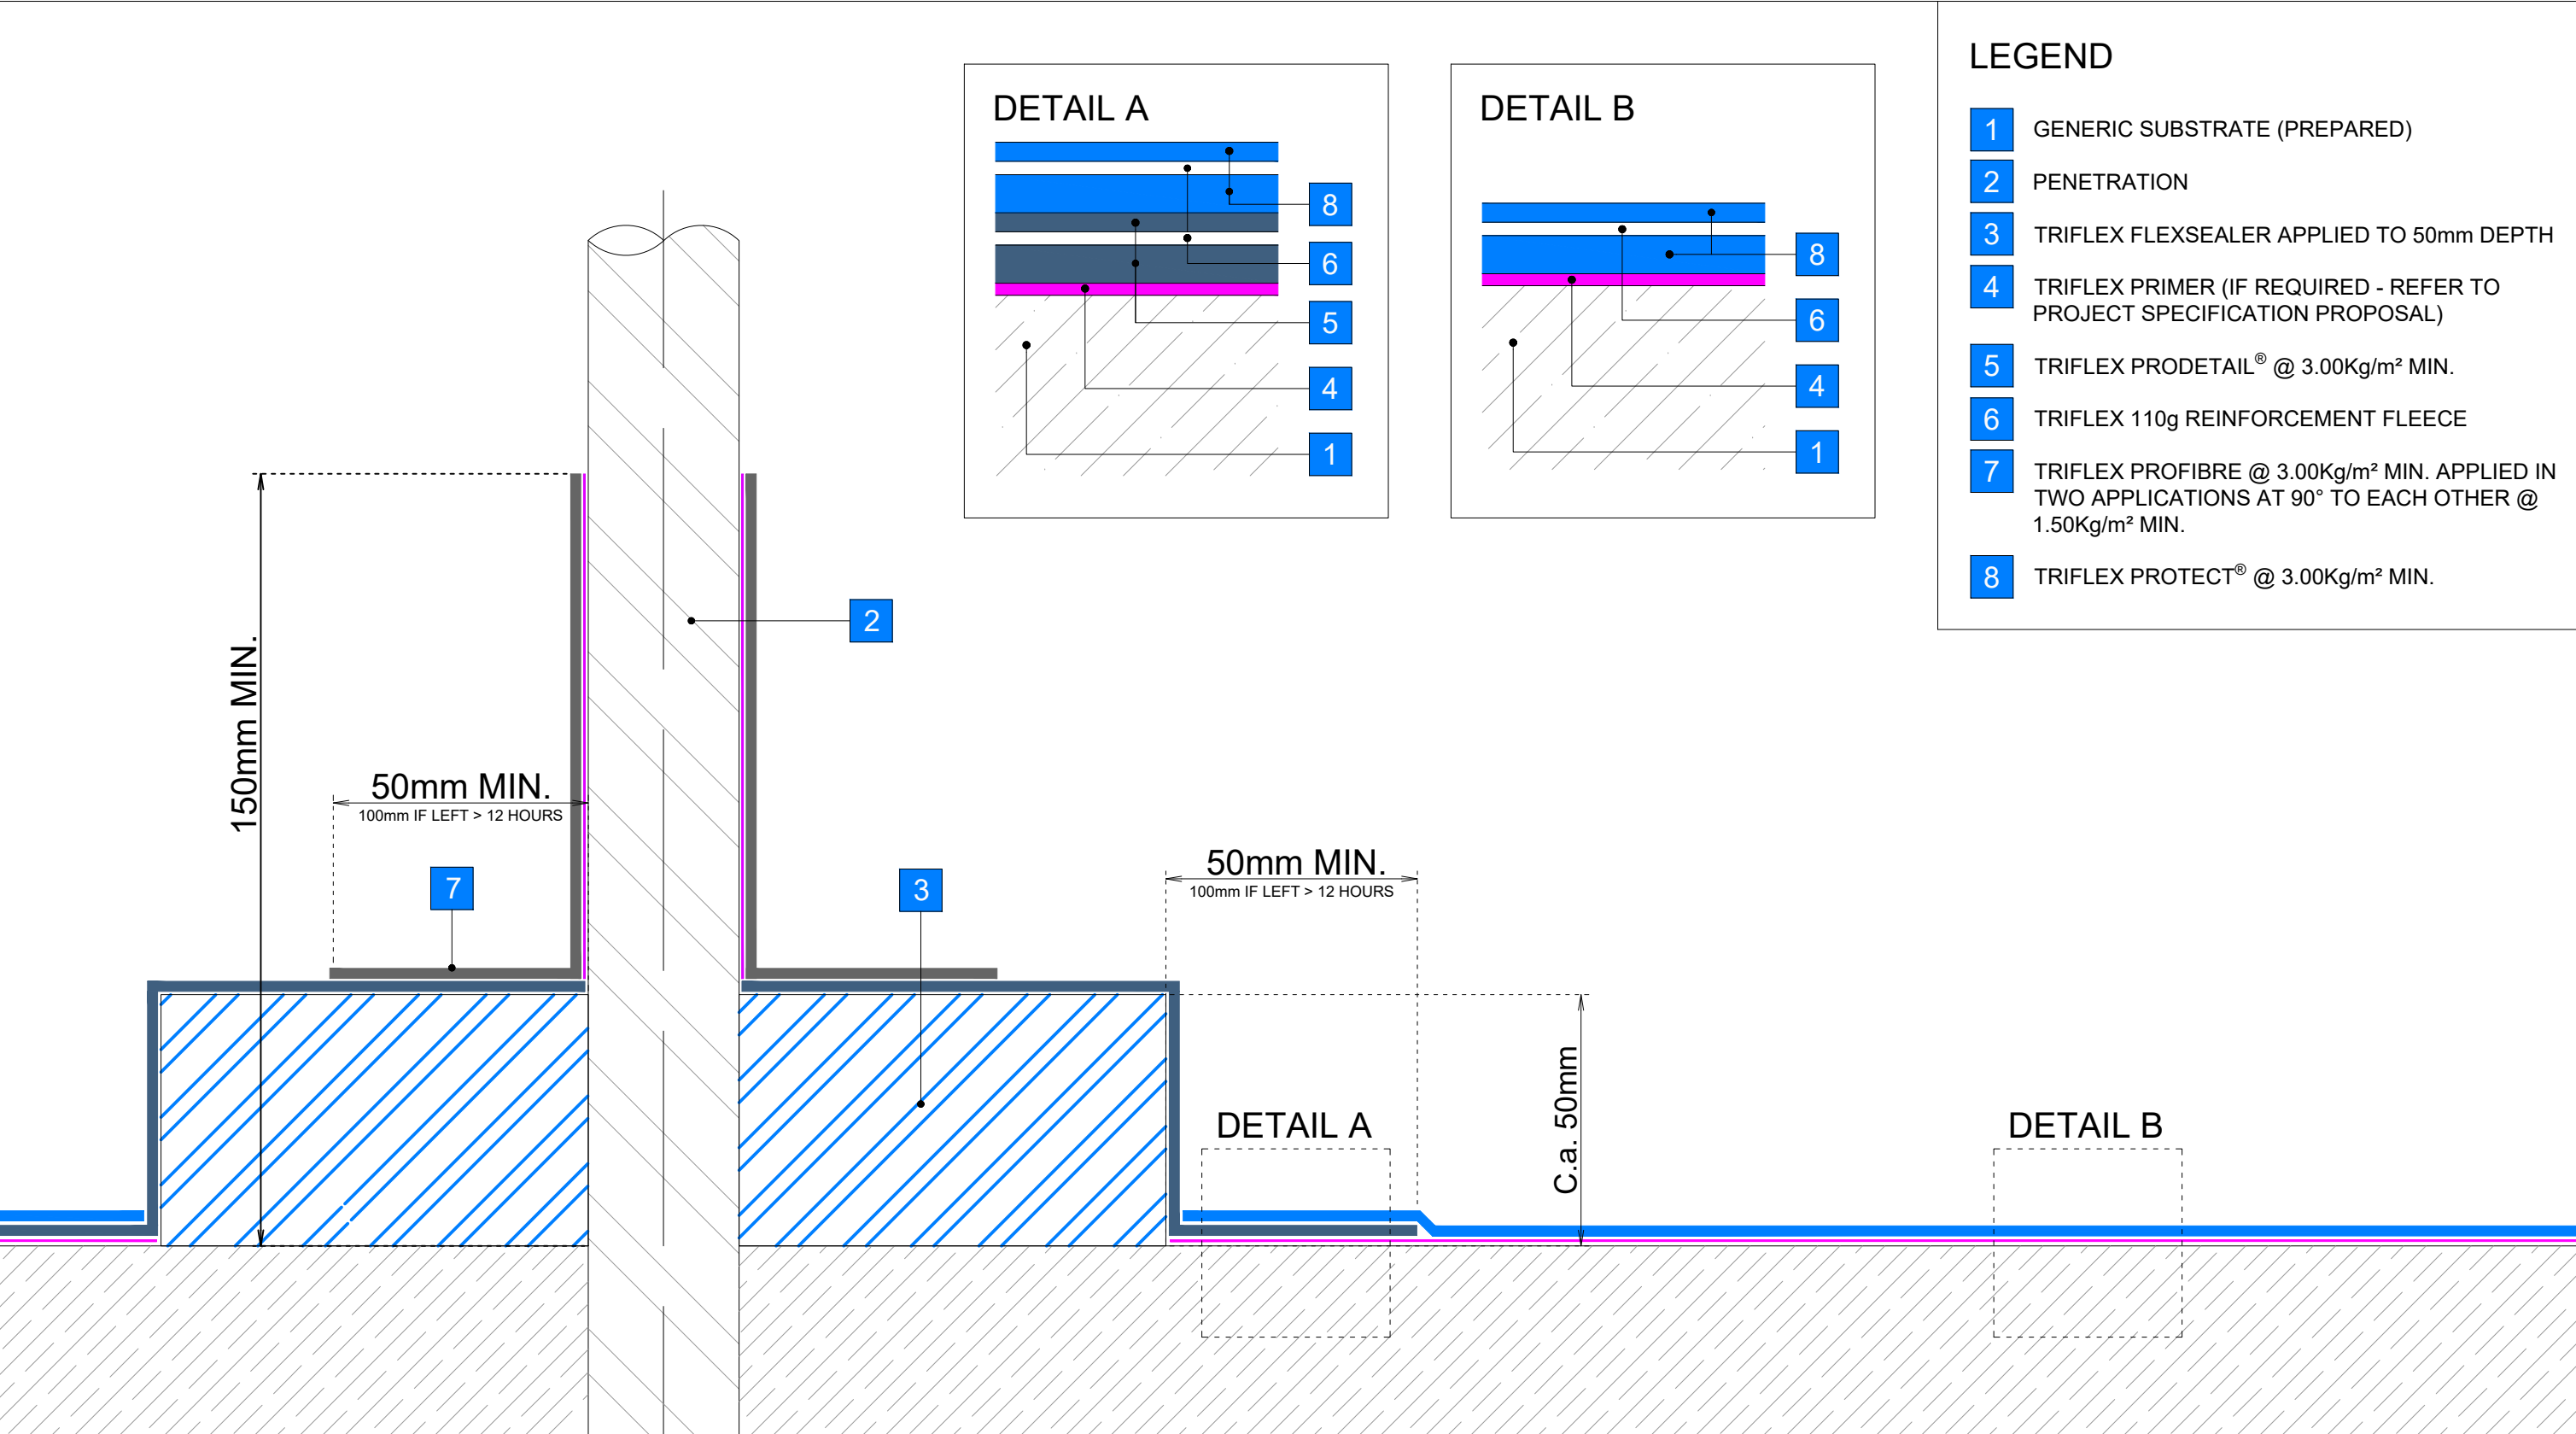 DETAIL A
8
6
5
4
1
DETAIL B
8
6
4
1
LEGEND
1 GENERIC SUBSTRATE (PREPARED)
2 PENETRATION
3 TRIFLEX FLEXSEALER APPLIED TO 50mm DEPTH
4 TRIFLEX PRIMER (IF REQUIRED - REFER TO
PROJECT SPECIFICATION PROPOSAL)
5 TRIFLEX PRODETAIL® @ 3.00Kg/m² MIN.
6 TRIFLEX 110g REINFORCEMENT FLEECE
7 TRIFLEX PROFIBRE @ 3.00Kg/m² MIN. APPLIED IN
TWO APPLICATIONS AT 90° TO EACH OTHER @
1.50Kg/m² MIN.
8 TRIFLEX PROTECT® @ 3.00Kg/m² MIN.
2
150mm MIN.
50mm MIN.
100mm IF LEFT > 12 HOURS
7
3
50mm MIN.
100mm IF LEFT > 12 HOURS
C.a. 50mm
DETAIL A
DETAIL B